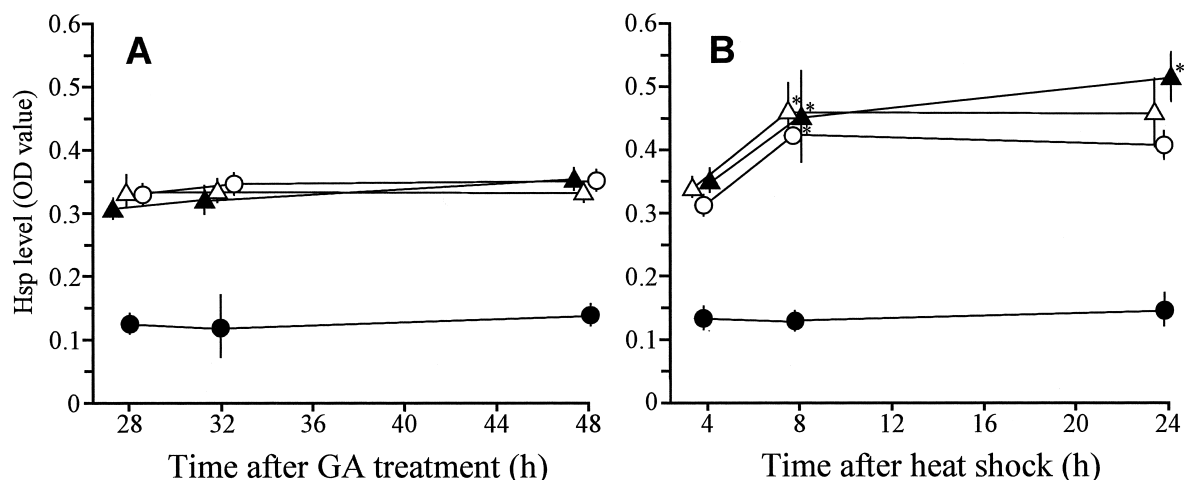 A
Hsp level (OD value)
0.6
0.5
0.4
0.3
0.2
0.1
0
28 32 36 40 44 48
Time after GA treatment (h)
B
0.6
0.5
0.4
0.3
0.2
0.1
0
*
*
*
*
4 8 12 16 20 24
Time after heat shock (h)